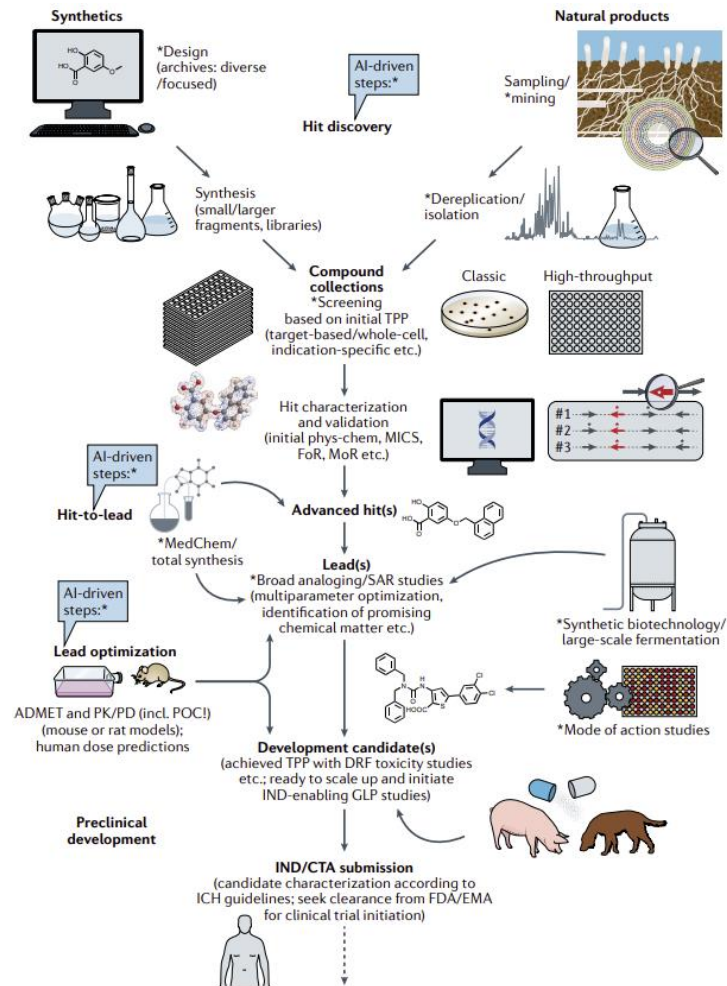 Synthetics
Natural products
HO
HO
O
O
*Design
(archives: diverse
/focused)
AI-driven
steps:*
Hit discovery
Sampling/
*mining
Synthesis
(small/larger
fragments, libraries)
*Dereplication/
isolation
Compound
collections
*Screening
based on initial TPP
(target-based/whole-cell,
indication-specific etc.)
Classic
High-throughput
Hit characterization
and validation
(initial phys-chem, MICS,
FoR, MoR etc.)
#1
#2
#3
AI-driven
steps:*
Hit-to-lead
*MedChem/
total synthesis
Advanced hit(s)
HO
HO
O
O
Lead(s)
*Broad analoging/SAR studies
(multiparameter optimization,
identification of promising
chemical matter etc.)
*Synthetic biotechnology/
large-scale fermentation
AI-driven
steps:*
Lead optimization
ADMET and PK/PD (incl. POC!)
(mouse or rat models);
human dose predictions
O
H
N
N
HO₂C
S
Cl
Cl
*Mode of action studies
Development candidate(s)
(achieved TPP with DRF toxicity studies
etc.; ready to scale up and initiate
IND-enabling GLP studies)
Preclinical
development
IND/CTA submission
(candidate characterization according to
ICH guidelines; seek clearance from FDA/EMA
for clinical trial initiation)